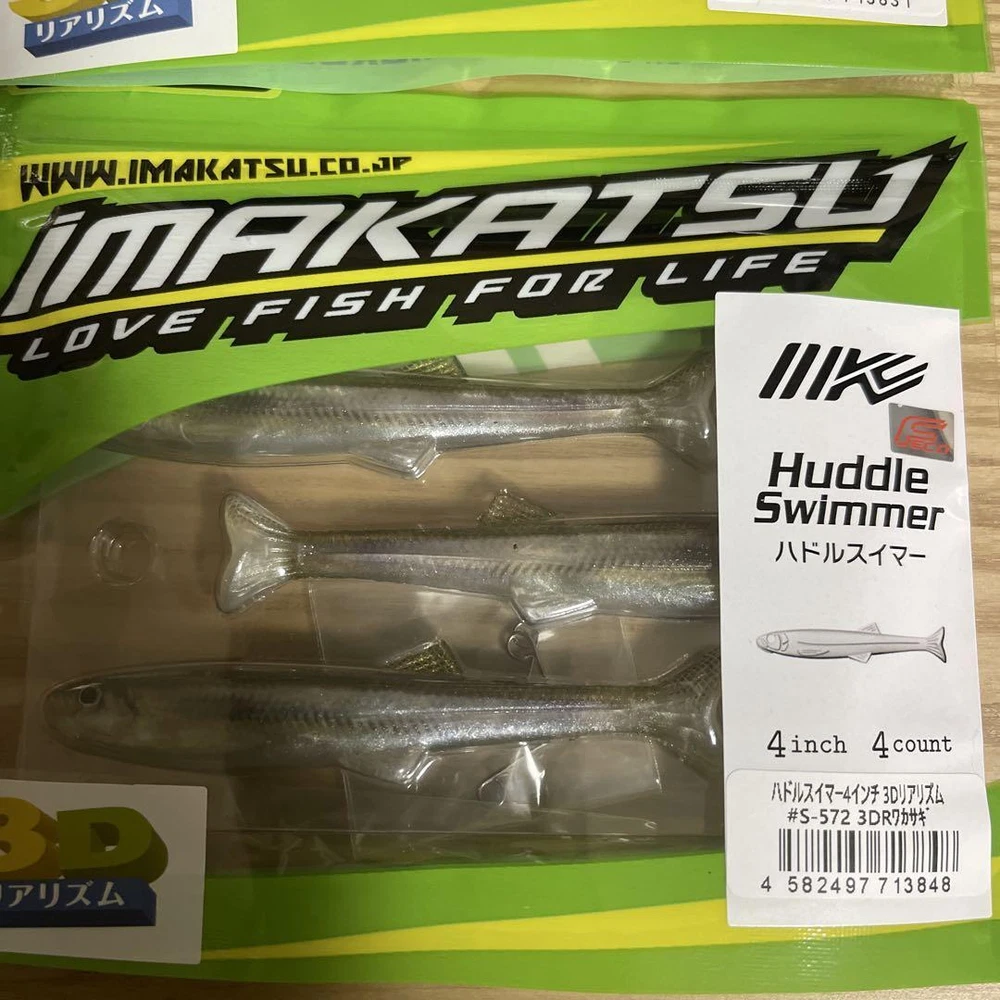 リアリズム
WWW.IMAKATSU.CO.JP
IMAKATSU
LOVE FISH FOR LIFE
Huddle
Swimmer
ハドルスイマー
4inch 4count
ハドルスイマー4インチ 3Dリアリズム
#S-572 3DRワカサギ
4 582497 713848
3D
リアリズム